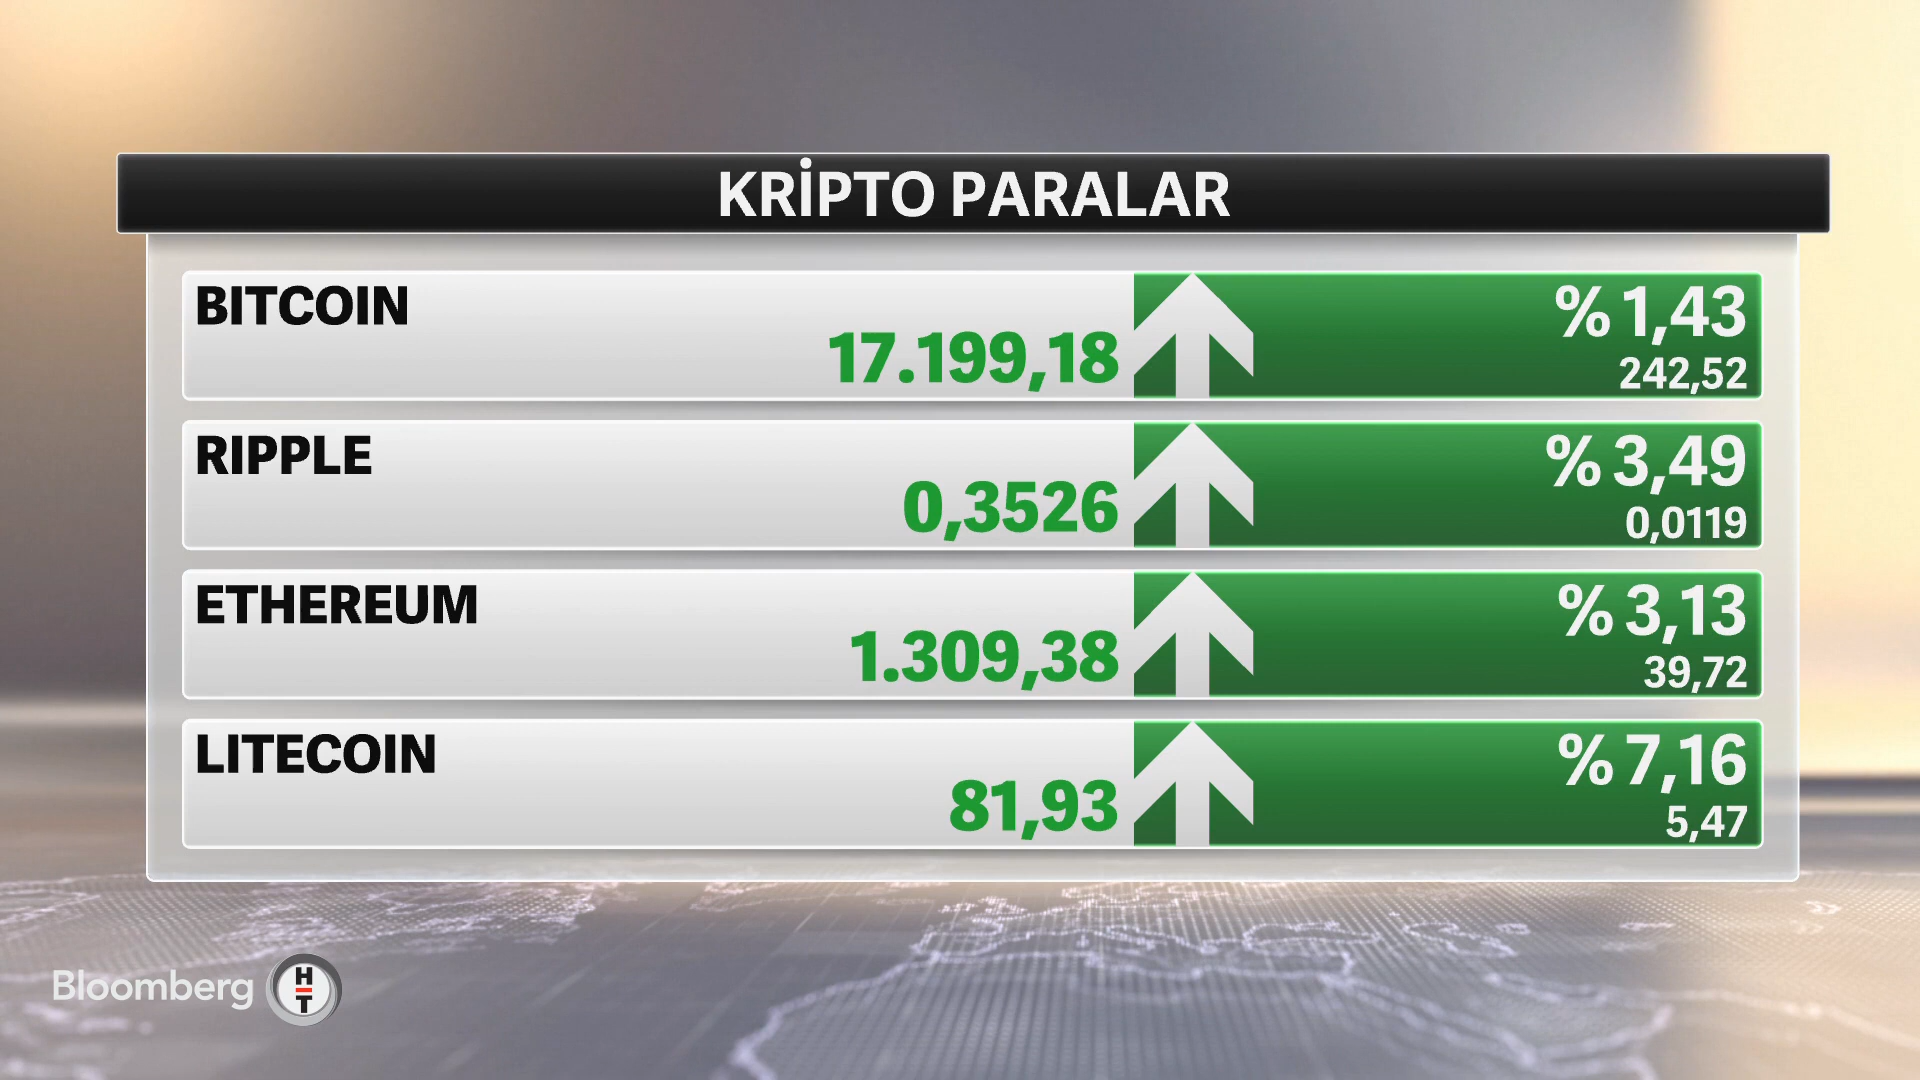 KRİPTO PARALAR
BITCOIN
17.199,18
% 1,43
242,52
RIPPLE
0,3526
% 3,49
0,0119
ETHEREUM
1.309,38
% 3,13
39,72
LITECOIN
81,93
% 7,16
5,47
Bloomberg HT